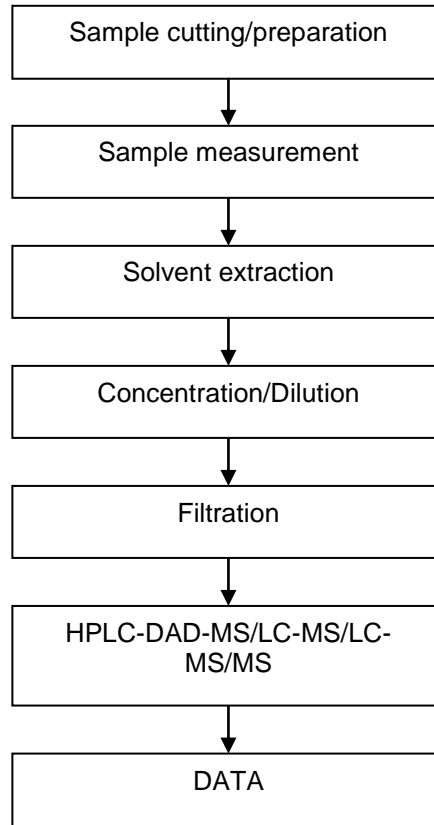 Sample cutting/preparation
Sample measurement
Solvent extraction
Concentration/Dilution
Filtration
HPLC-DAD-MS/LC-MS/LC-
MS/MS
DATA